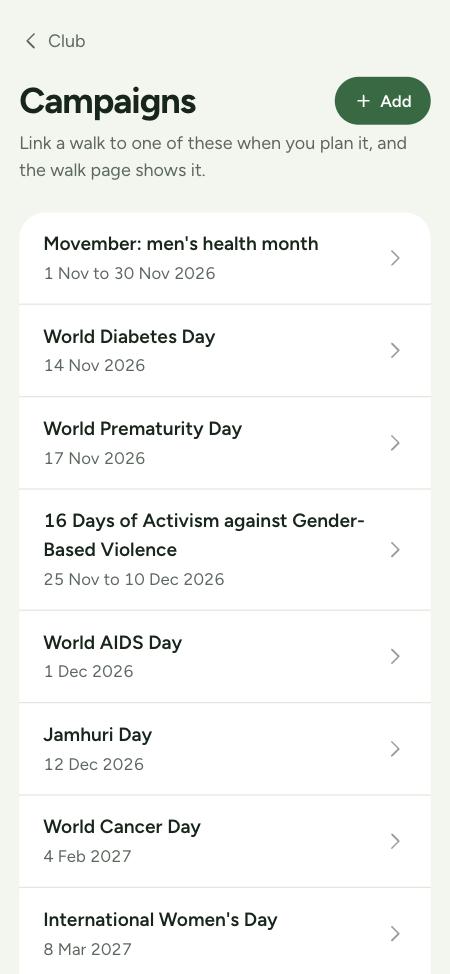 Club
Campaigns
+ Add
Link a walk to one of these when you plan it, and
the walk page shows it.
Movember: men's health month
1 Nov to 30 Nov 2026
World Diabetes Day
14 Nov 2026
World Prematurity Day
17 Nov 2026
16 Days of Activism against Gender-
Based Violence
25 Nov to 10 Dec 2026
World AIDS Day
1 Dec 2026
Jamhuri Day
12 Dec 2026
World Cancer Day
4 Feb 2027
International Women's Day
8 Mar 2027